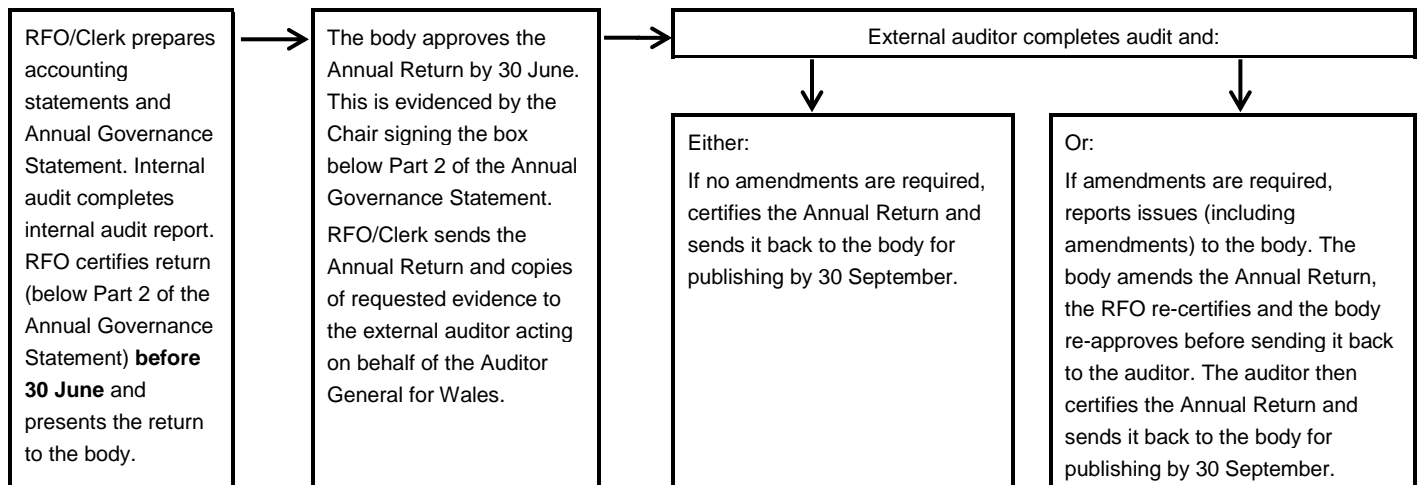 RFO/Clerk prepares
accounting
statements and
Annual Governance
Statement. Internal
audit completes
internal audit report.
RFO certifies return
(below Part 2 of the
Annual Governance
Statement) before
30 June and
presents the return
to the body.
The body approves the
Annual Return by 30 June.
This is evidenced by the
Chair signing the box
below Part 2 of the Annual
Governance Statement.
RFO/Clerk sends the
Annual Return and copies
of requested evidence to
the external auditor acting
on behalf of the Auditor
General for Wales.
External auditor completes audit and:
Either:
If no amendments are required,
certifies the Annual Return and
sends it back to the body for
publishing by 30 September.
Or:
If amendments are required,
reports issues (including
amendments) to the body. The
body amends the Annual Return,
the RFO re-certifies and the body
re-approves before sending it back
to the auditor. The auditor then
certifies the Annual Return and
sends it back to the body for
publishing by 30 September.